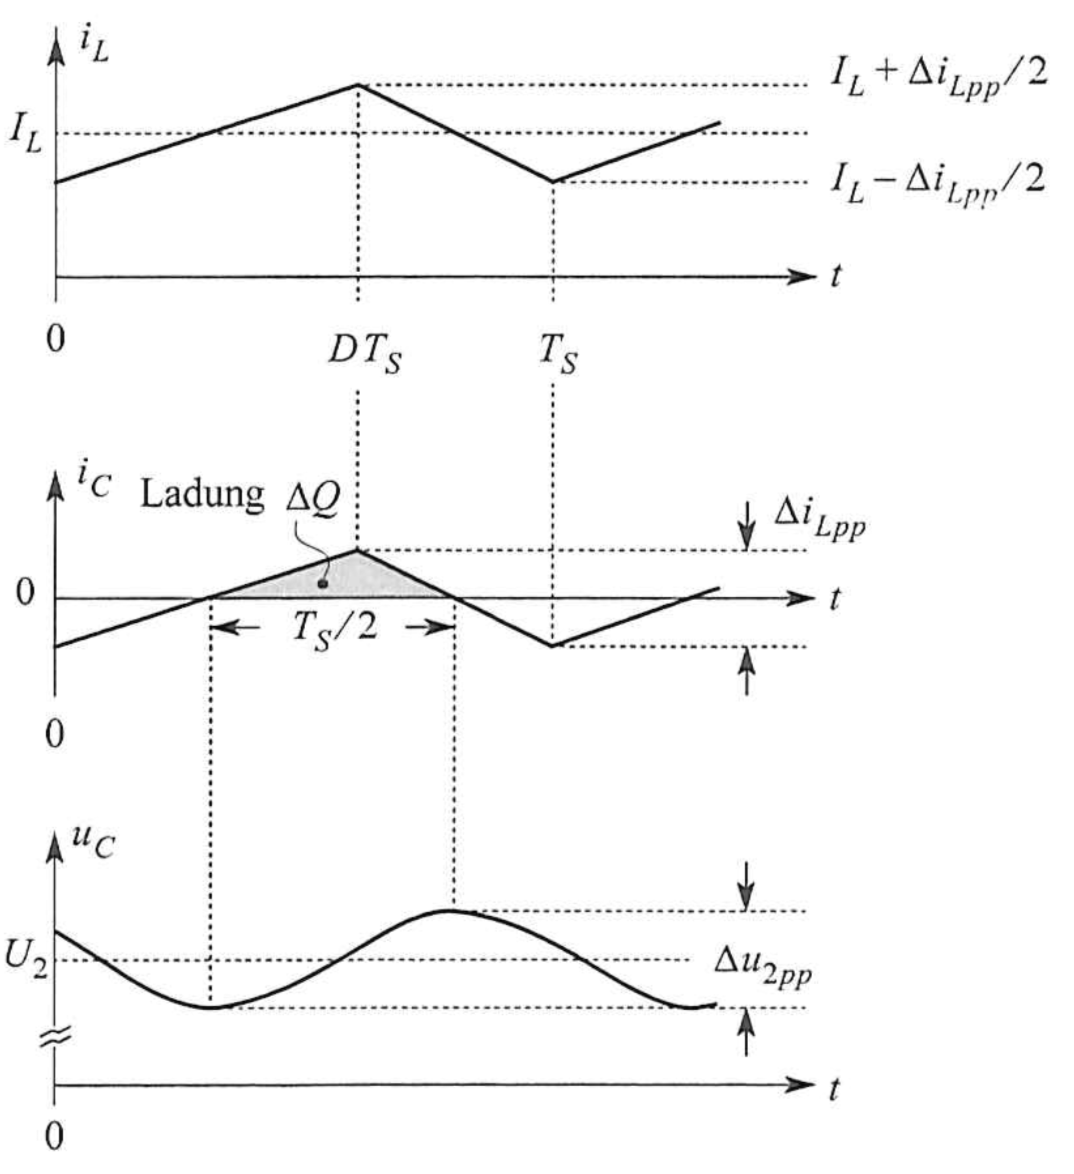 i_L
I_L + Δi_Lpp/2
I_L
I_L − Δi_Lpp/2
t
0
DT_S
T_S
i_C
Ladung ΔQ
Δi_Lpp
0
t
T_S/2
0
u_C
U_2
Δu_2pp
t
0